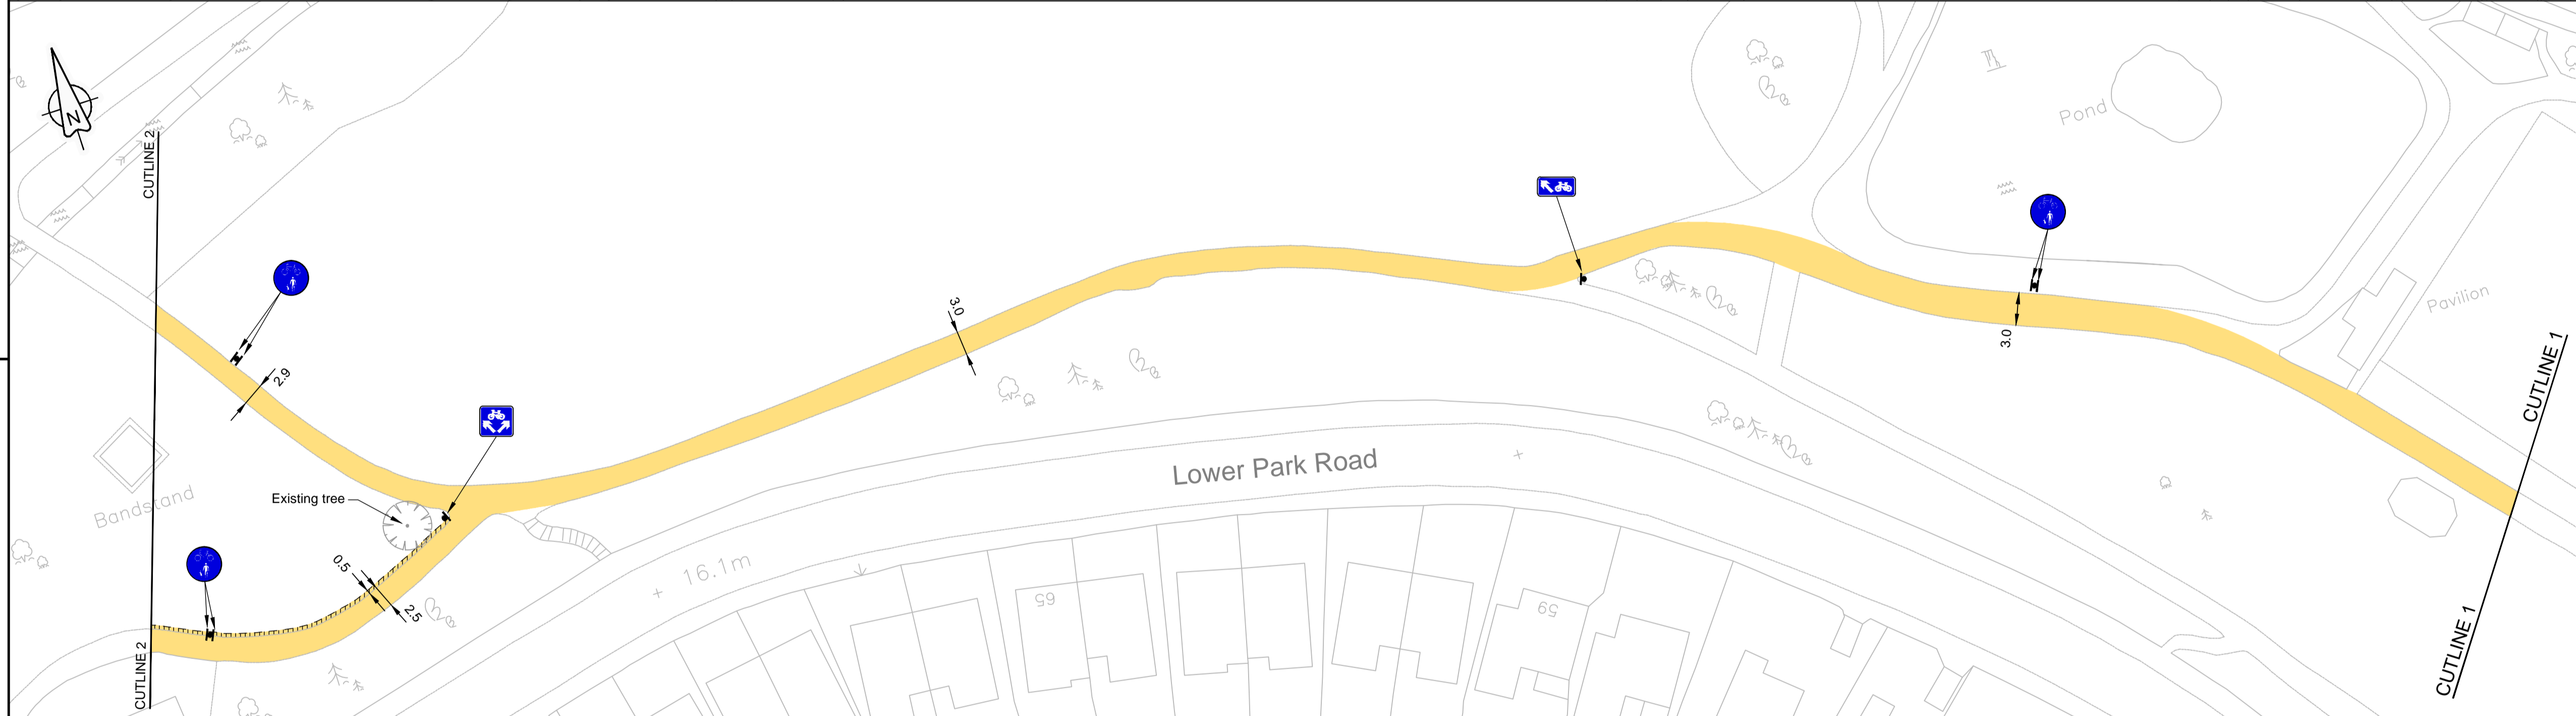 N
CUTLINE 2
2.9
Existing tree
Bandstand
0.5
2.5
CUTLINE 2
3.0
Lower Park Road
16.1m
65
59
Pond
3.0
Pavilion
CUTLINE 1
CUTLINE 1